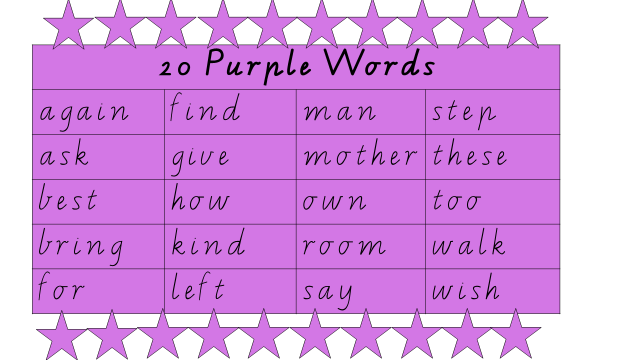 20 Purple Words
again find man step
ask give mother these
best how own too
bring kind room walk
for left say wish